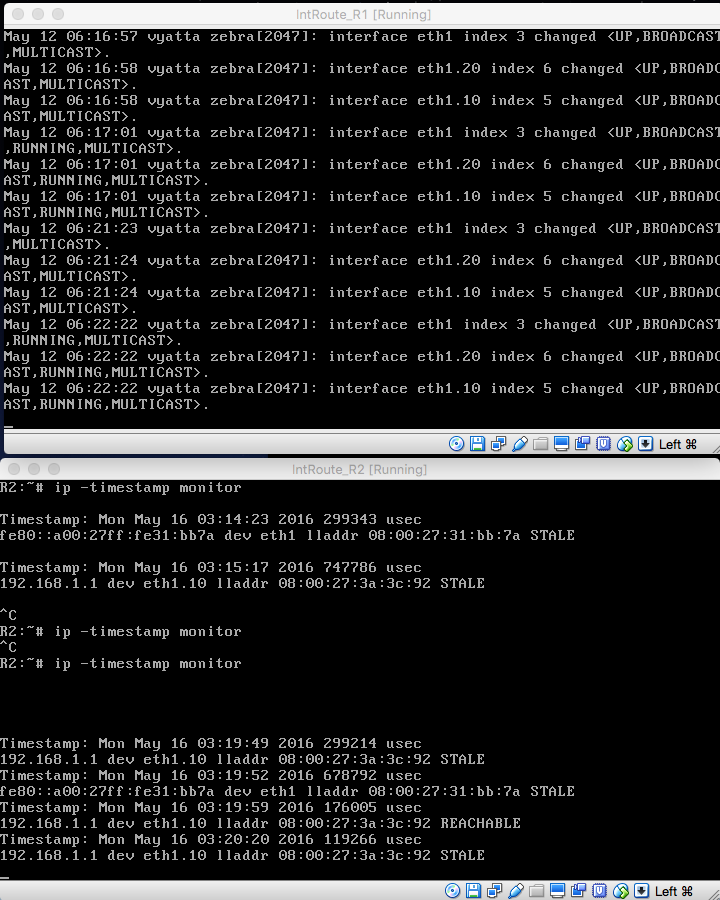 IntRoute_R1 [Running]
May 12 06:16:57 vyatta zebra[2047]: interface eth1 index 3 changed <UP,BROADCAST
,MULTICAST>.
May 12 06:16:58 vyatta zebra[2047]: interface eth1.20 index 6 changed <UP,BROADC
AST,MULTICAST>.
May 12 06:16:58 vyatta zebra[2047]: interface eth1.10 index 5 changed <UP,BROADC
AST,MULTICAST>.
May 12 06:17:01 vyatta zebra[2047]: interface eth1 index 3 changed <UP,BROADCAST
,RUNNING,MULTICAST>.
May 12 06:17:01 vyatta zebra[2047]: interface eth1.20 index 6 changed <UP,BROADC
AST,RUNNING,MULTICAST>.
May 12 06:17:01 vyatta zebra[2047]: interface eth1.10 index 5 changed <UP,BROADC
AST,RUNNING,MULTICAST>.
May 12 06:21:23 vyatta zebra[2047]: interface eth1 index 3 changed <UP,BROADCAST
,MULTICAST>.
May 12 06:21:24 vyatta zebra[2047]: interface eth1.20 index 6 changed <UP,BROADC
AST,MULTICAST>.
May 12 06:21:24 vyatta zebra[2047]: interface eth1.10 index 5 changed <UP,BROADC
AST,MULTICAST>.
May 12 06:22:22 vyatta zebra[2047]: interface eth1 index 3 changed <UP,BROADCAST
,RUNNING,MULTICAST>.
May 12 06:22:22 vyatta zebra[2047]: interface eth1.20 index 6 changed <UP,BROADC
AST,RUNNING,MULTICAST>.
May 12 06:22:22 vyatta zebra[2047]: interface eth1.10 index 5 changed <UP,BROADC
AST,RUNNING,MULTICAST>.
_
Left ⌘
IntRoute_R2 [Running]
R2:~# ip -timestamp monitor
Timestamp: Mon May 16 03:14:23 2016 299343 usec
fe80::a00:27ff:fe31:bb7a dev eth1 lladdr 08:00:27:31:bb:7a STALE
Timestamp: Mon May 16 03:15:17 2016 747786 usec
192.168.1.1 dev eth1.10 lladdr 08:00:27:3a:3c:92 STALE
^C
R2:~# ip -timestamp monitor
^C
R2:~# ip -timestamp monitor
Timestamp: Mon May 16 03:19:49 2016 299214 usec
192.168.1.1 dev eth1.10 lladdr 08:00:27:3a:3c:92 STALE
Timestamp: Mon May 16 03:19:52 2016 678792 usec
fe80::a00:27ff:fe31:bb7a dev eth1 lladdr 08:00:27:31:bb:7a STALE
Timestamp: Mon May 16 03:19:59 2016 176005 usec
192.168.1.1 dev eth1.10 lladdr 08:00:27:3a:3c:92 REACHABLE
Timestamp: Mon May 16 03:20:20 2016 119266 usec
192.168.1.1 dev eth1.10 lladdr 08:00:27:3a:3c:92 STALE
_
Left ⌘